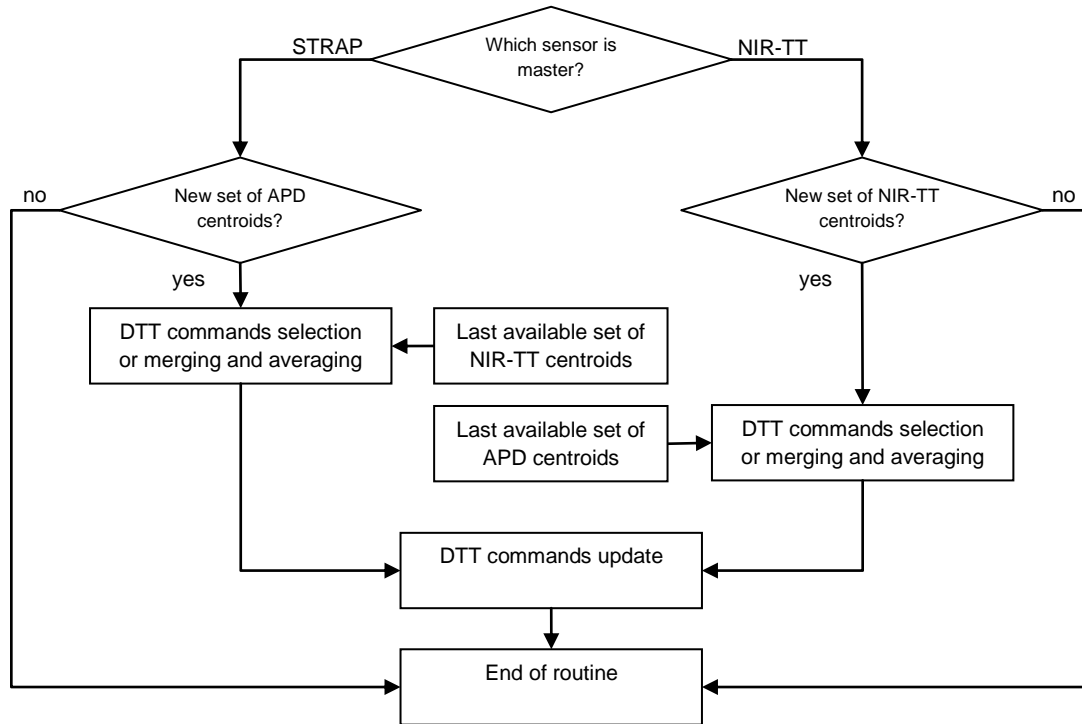 STRAP
Which sensor is
master?
NIR-TT
no
New set of APD
centroids?
New set of NIR-TT
centroids?
no
yes
yes
DTT commands selection
or merging and averaging
Last available set of
NIR-TT centroids
Last available set of
APD centroids
DTT commands selection
or merging and averaging
DTT commands update
End of routine